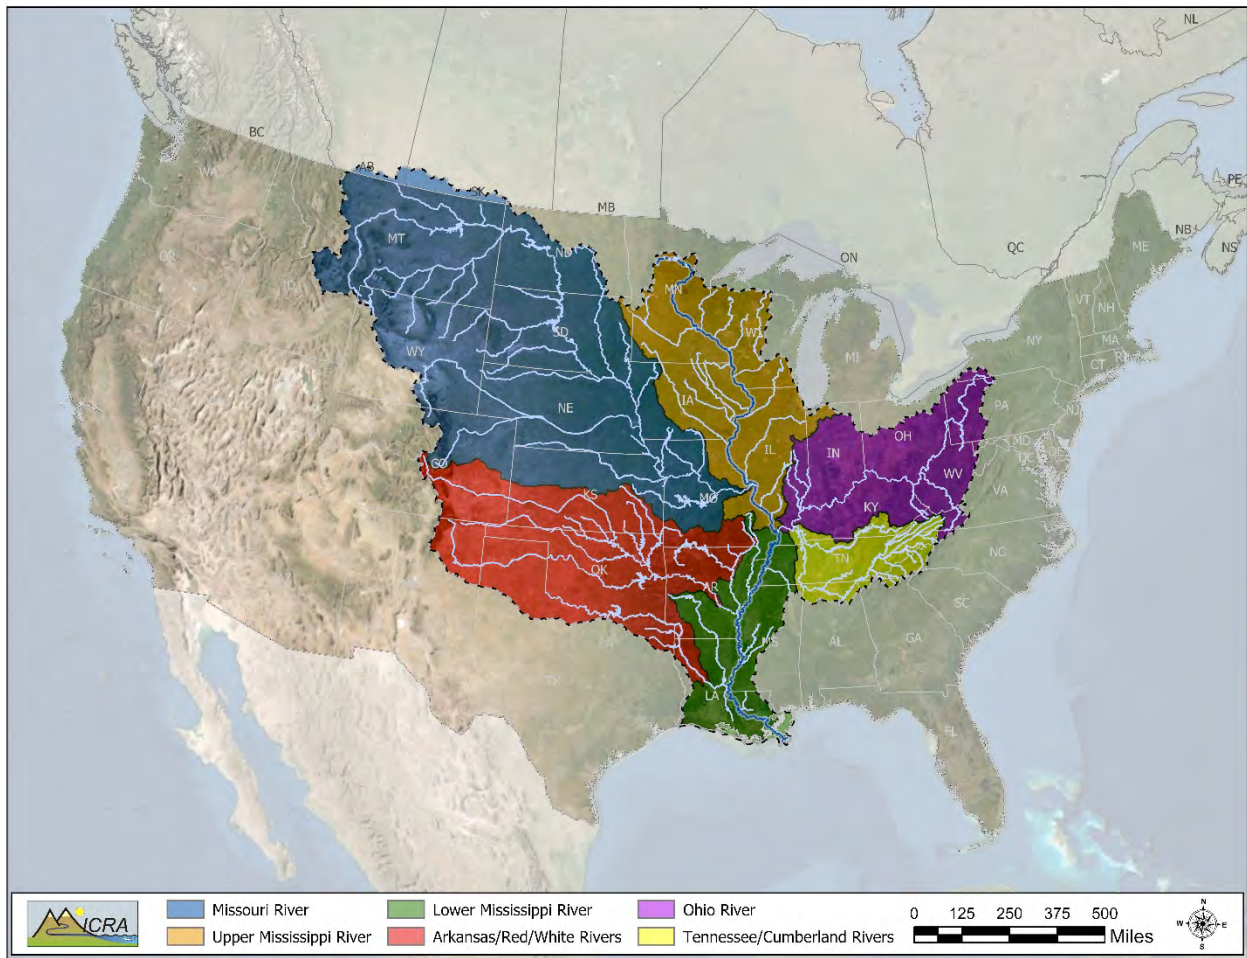 NL
BC
AB
SK
MB
PE
WA
NB
QC
NS
ON
ME
MT
ND
OR
ID
MN
VT
NH
SD
WI
NY
MA
WY
MI
RI
CT
IA
PA
NE
NJ
OH
IL
IN
MD
DE
DC
CO
WV
MO
VA
KS
KY
NC
TN
OK
AR
SC
MS
AL
GA
TX
LA
FL
MICRA
Missouri River
Lower Mississippi River
Ohio River
Upper Mississippi River
Arkansas/Red/White Rivers
Tennessee/Cumberland Rivers
0 125 250 375 500
Miles
N
W E
S